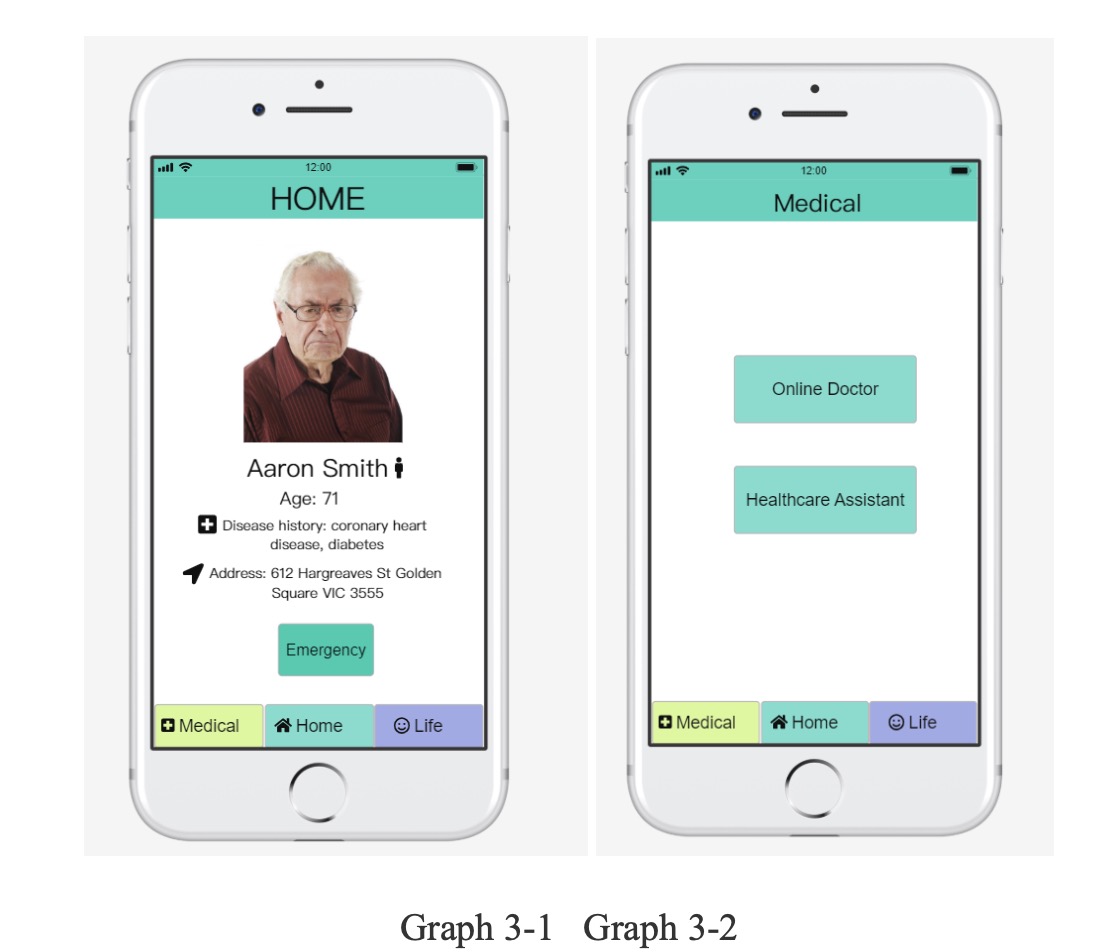 12:00
HOME
Aaron Smith
Age: 71
Disease history: coronary heart
disease, diabetes
Address: 612 Hargreaves St Golden
Square VIC 3555
Emergency
Medical
Home
Life
12:00
Medical
Online Doctor
Healthcare Assistant
Medical
Home
Life
Graph 3-1 Graph 3-2